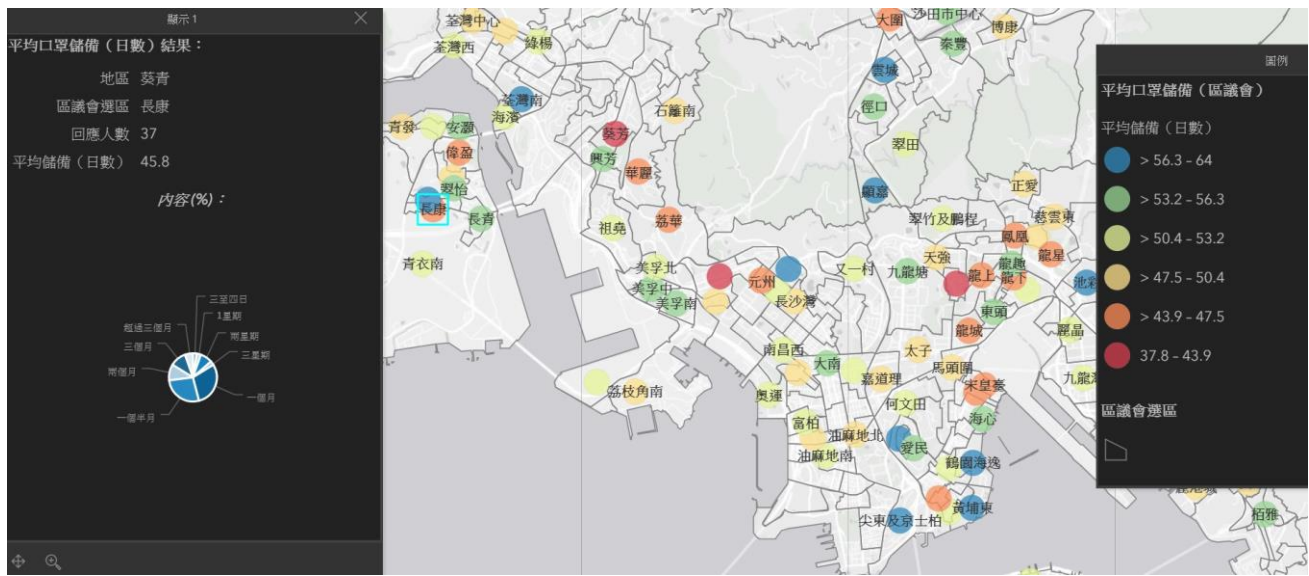 顯示 1
平均口罩儲備（日數）結果：
地區 葵青
區議會選區 長康
回應人數 37
平均儲備（日數） 45.8
內容(%)：
三至四日
1星期
超過三個月
兩星期
三個月
三星期
兩個月
一個月
一個半月
荃灣中心
荃灣西
綠楊
荃灣南
海濱
青發
安灝
偉盈
翠怡
長康
長青
青衣南
石籬南
葵芳
興芳
華麗
祖堯
荔華
大圍
沙田市中心
秦豐
博康
雲城
徑口
翠田
顯嘉
正愛
翠竹及鵬程
慈雲東
鳳凰
龍星
美孚北
美孚中
美孚南
元州
長沙灣
又一村
九龍塘
天強
龍上
龍趣
龍下
池彩
東頭
龍城
麗晶
南昌西
大南
太子
馬頭圍
嘉道理
宋皇臺
九龍灣
荔枝角南
奧運
何文田
海心
富柏
油麻地北
愛民
油麻地南
鶴園海逸
黃埔東
尖東及京士柏
栢雅
圖例
平均口罩儲備（區議會）
平均儲備（日數）
> 56.3 – 64
> 53.2 – 56.3
> 50.4 – 53.2
> 47.5 – 50.4
> 43.9 – 47.5
37.8 – 43.9
區議會選區